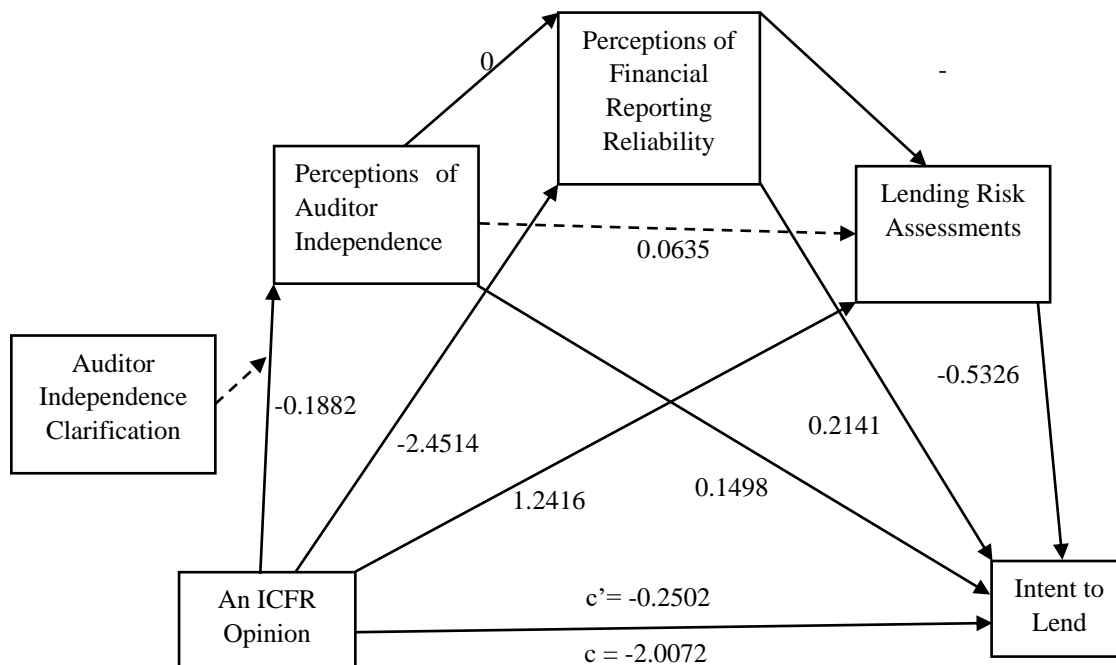 Perceptions of
Financial
Reporting
Reliability
0
-
Perceptions of
Auditor
Independence
Lending Risk
Assessments
0.0635
Auditor
Independence
Clarification
-0.1882
-2.4514
1.2416
0.1498
0.2141
-0.5326
An ICFR
Opinion
c’= -0.2502
c = -2.0072
Intent to
Lend